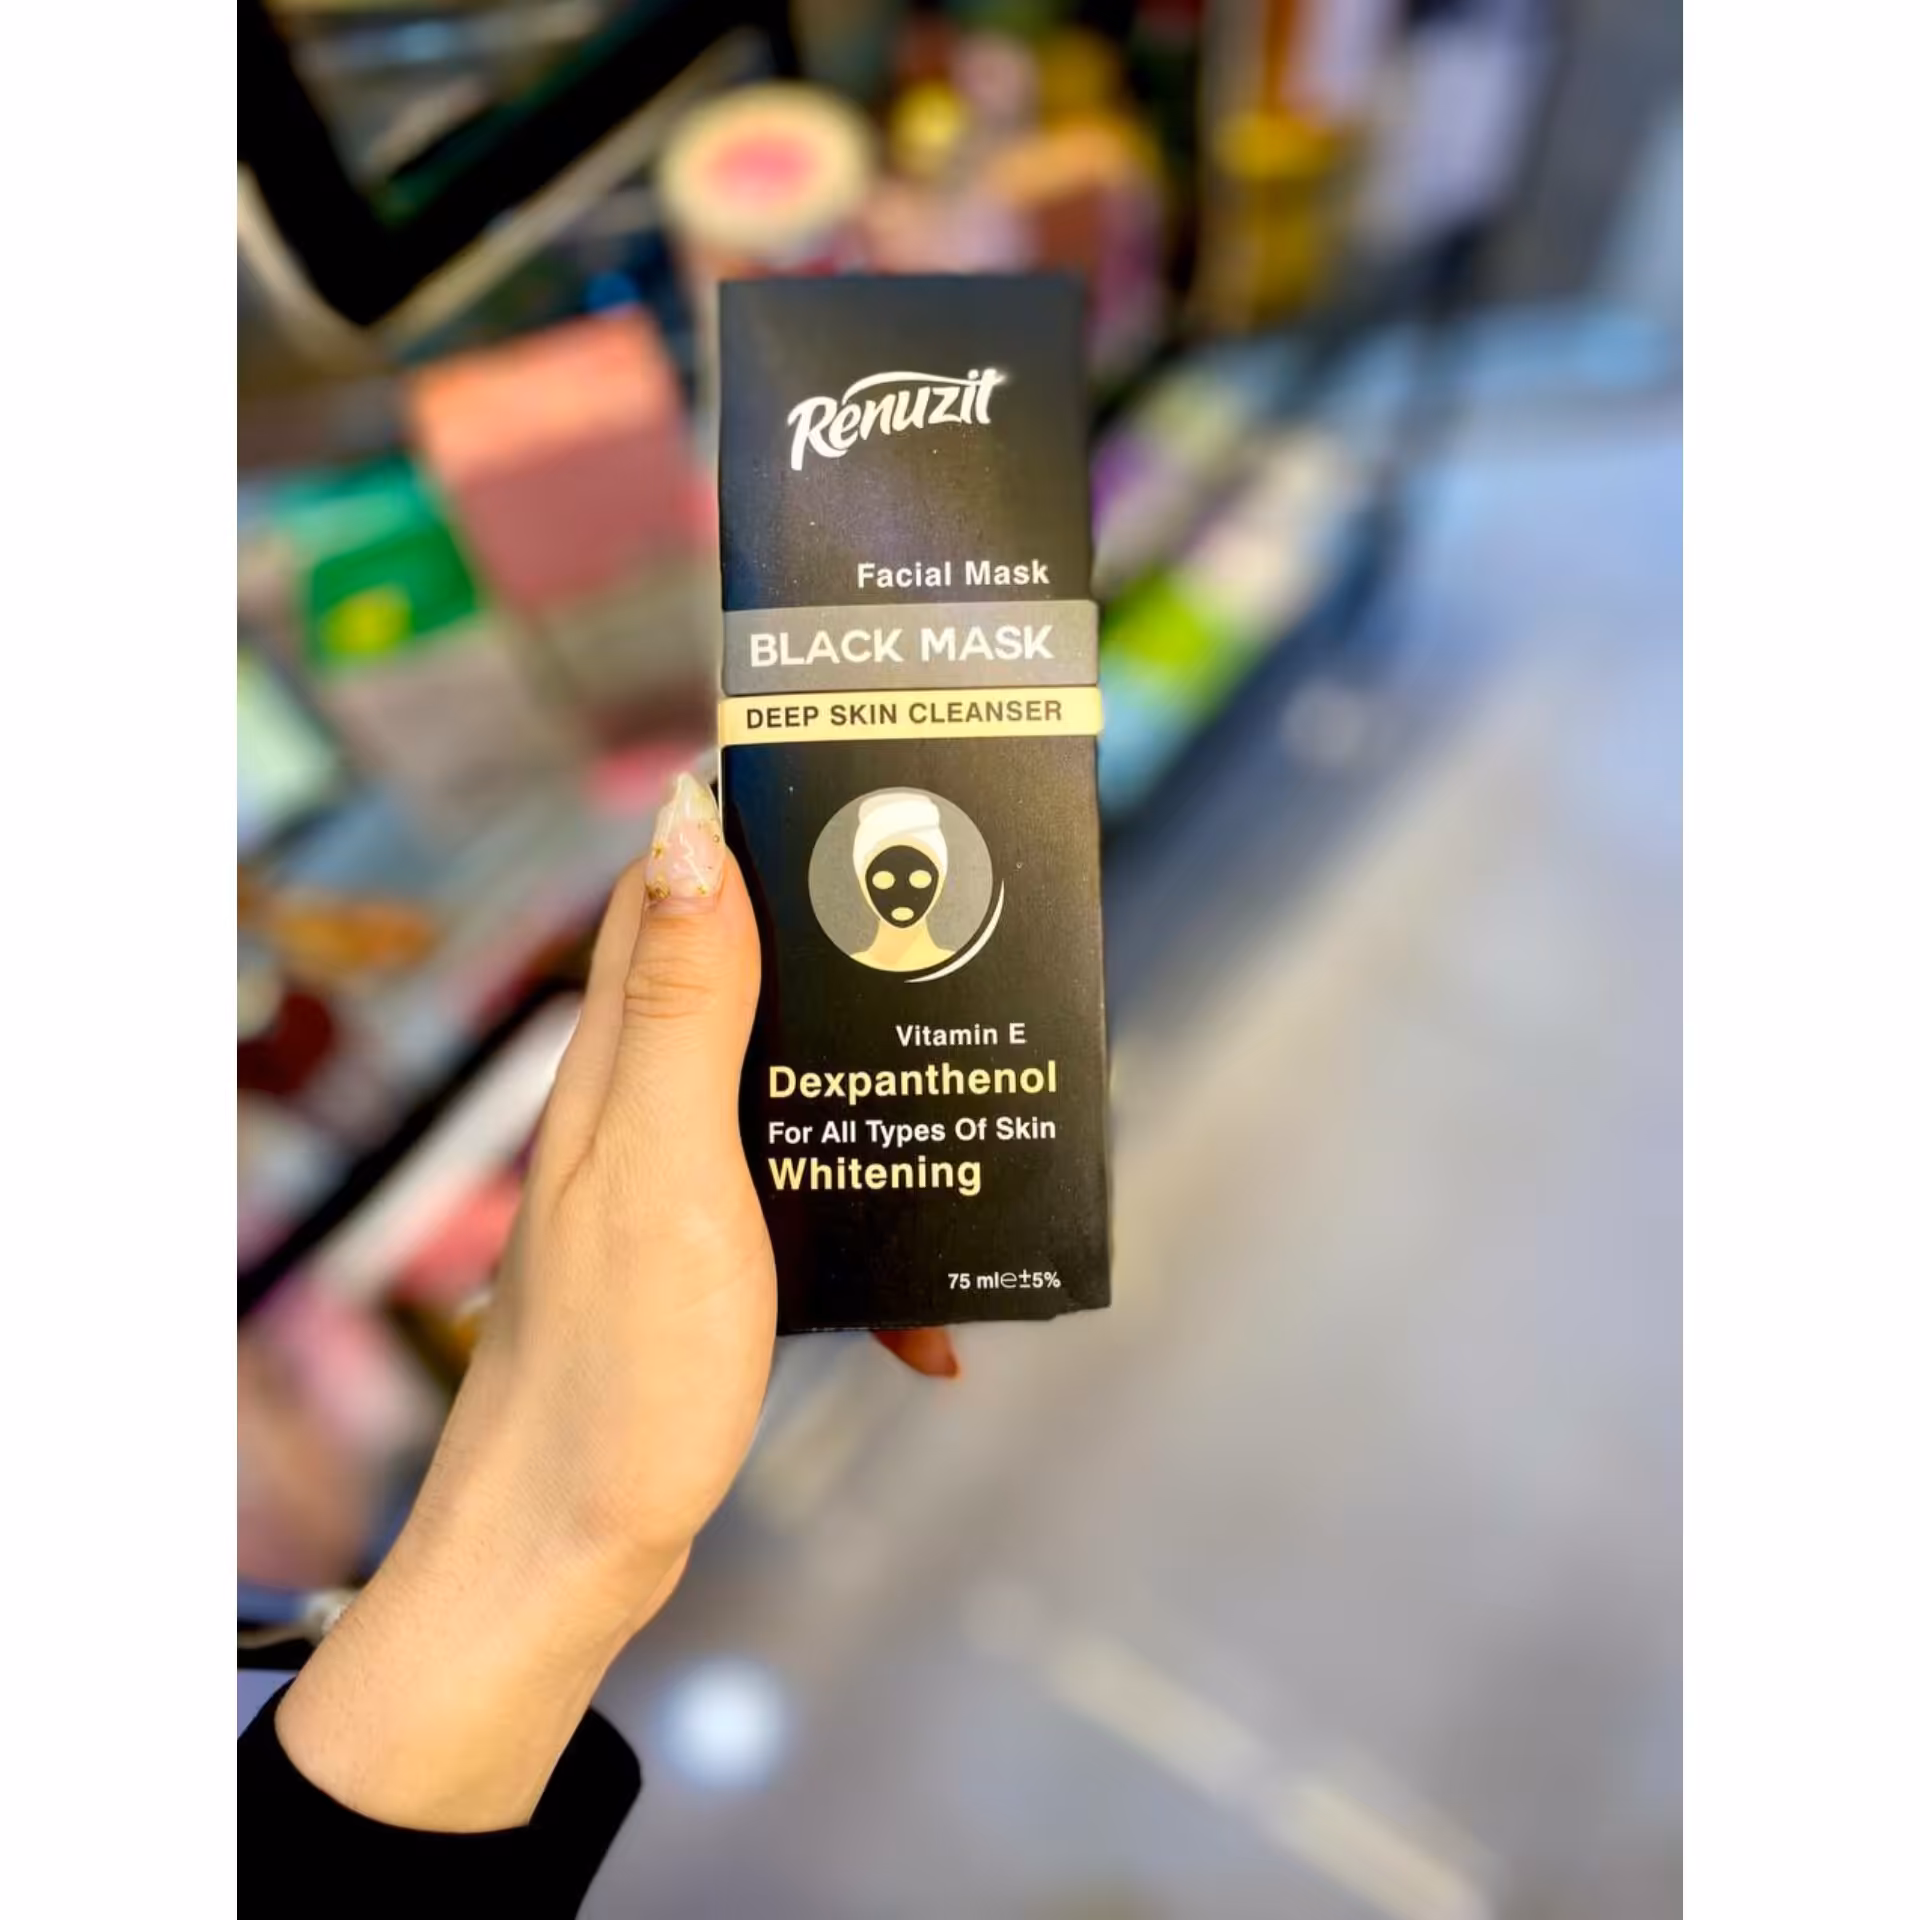 Renuzit
Facial Mask
BLACK MASK
DEEP SKIN CLEANSER
Vitamin E
Dexpanthenol
For All Types Of Skin
Whitening
75 ml℮±5%